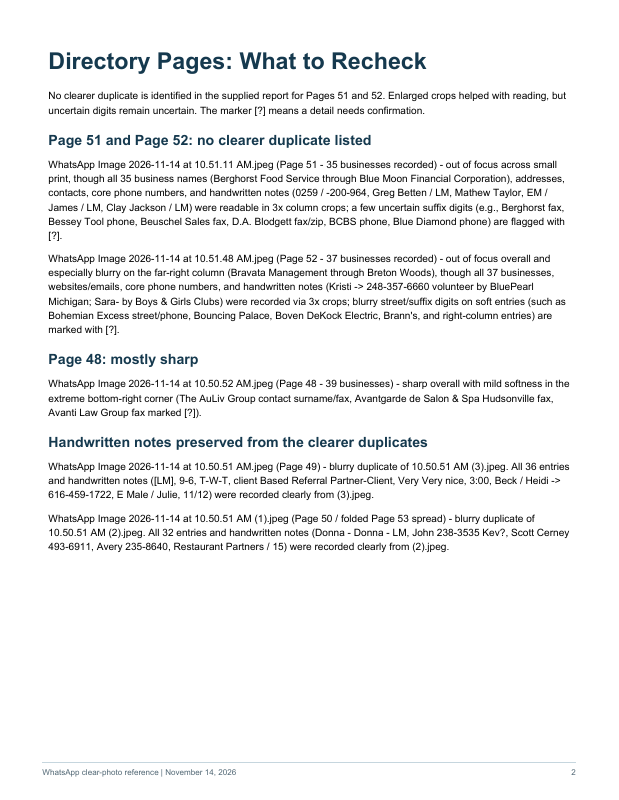 Directory Pages: What to Recheck
No clearer duplicate is identified in the supplied report for Pages 51 and 52. Enlarged crops helped with reading, but
uncertain digits remain uncertain. The marker [?] means a detail needs confirmation.
Page 51 and Page 52: no clearer duplicate listed
WhatsApp Image 2026-11-14 at 10.51.11 AM.jpeg (Page 51 - 35 businesses recorded) - out of focus across small
print, though all 35 business names (Berghorst Food Service through Blue Moon Financial Corporation), addresses,
contacts, core phone numbers, and handwritten notes (0259 / -200-964, Greg Betten / LM, Mathew Taylor, EM /
James / LM, Clay Jackson / LM) were readable in 3x column crops; a few uncertain suffix digits (e.g., Berghorst fax,
Bessey Tool phone, Beuschel Sales fax, D.A. Blodgett fax/zip, BCBS phone, Blue Diamond phone) are flagged with
[?].
WhatsApp Image 2026-11-14 at 10.51.48 AM.jpeg (Page 52 - 37 businesses recorded) - out of focus overall and
especially blurry on the far-right column (Bravata Management through Breton Woods), though all 37 businesses,
websites/emails, core phone numbers, and handwritten notes (Kristi -> 248-357-6660 volunteer by BluePearl
Michigan; Sara- by Boys & Girls Clubs) were recorded via 3x crops; blurry street/suffix digits on soft entries (such as
Bohemian Excess street/phone, Bouncing Palace, Boven DeKock Electric, Brann's, and right-column entries) are
marked with [?].
Page 48: mostly sharp
WhatsApp Image 2026-11-14 at 10.50.52 AM.jpeg (Page 48 - 39 businesses) - sharp overall with mild softness in the
extreme bottom-right corner (The AuLiv Group contact surname/fax, Avantgarde de Salon & Spa Hudsonville fax,
Avanti Law Group fax marked [?]).
Handwritten notes preserved from the clearer duplicates
WhatsApp Image 2026-11-14 at 10.50.51 AM.jpeg (Page 49) - blurry duplicate of 10.50.51 AM (3).jpeg. All 36 entries
and handwritten notes ([LM], 9-6, T-W-T, client Based Referral Partner-Client, Very Very nice, 3:00, Beck / Heidi ->
616-459-1722, E Male / Julie, 11/12) were recorded clearly from (3).jpeg.
WhatsApp Image 2026-11-14 at 10.50.51 AM (1).jpeg (Page 50 / folded Page 53 spread) - blurry duplicate of
10.50.51 AM (2).jpeg. All 32 entries and handwritten notes (Donna - Donna - LM, John 238-3535 Kev?, Scott Cerney
493-6911, Avery 235-8640, Restaurant Partners / 15) were recorded clearly from (2).jpeg.
WhatsApp clear-photo reference | November 14, 2026
2